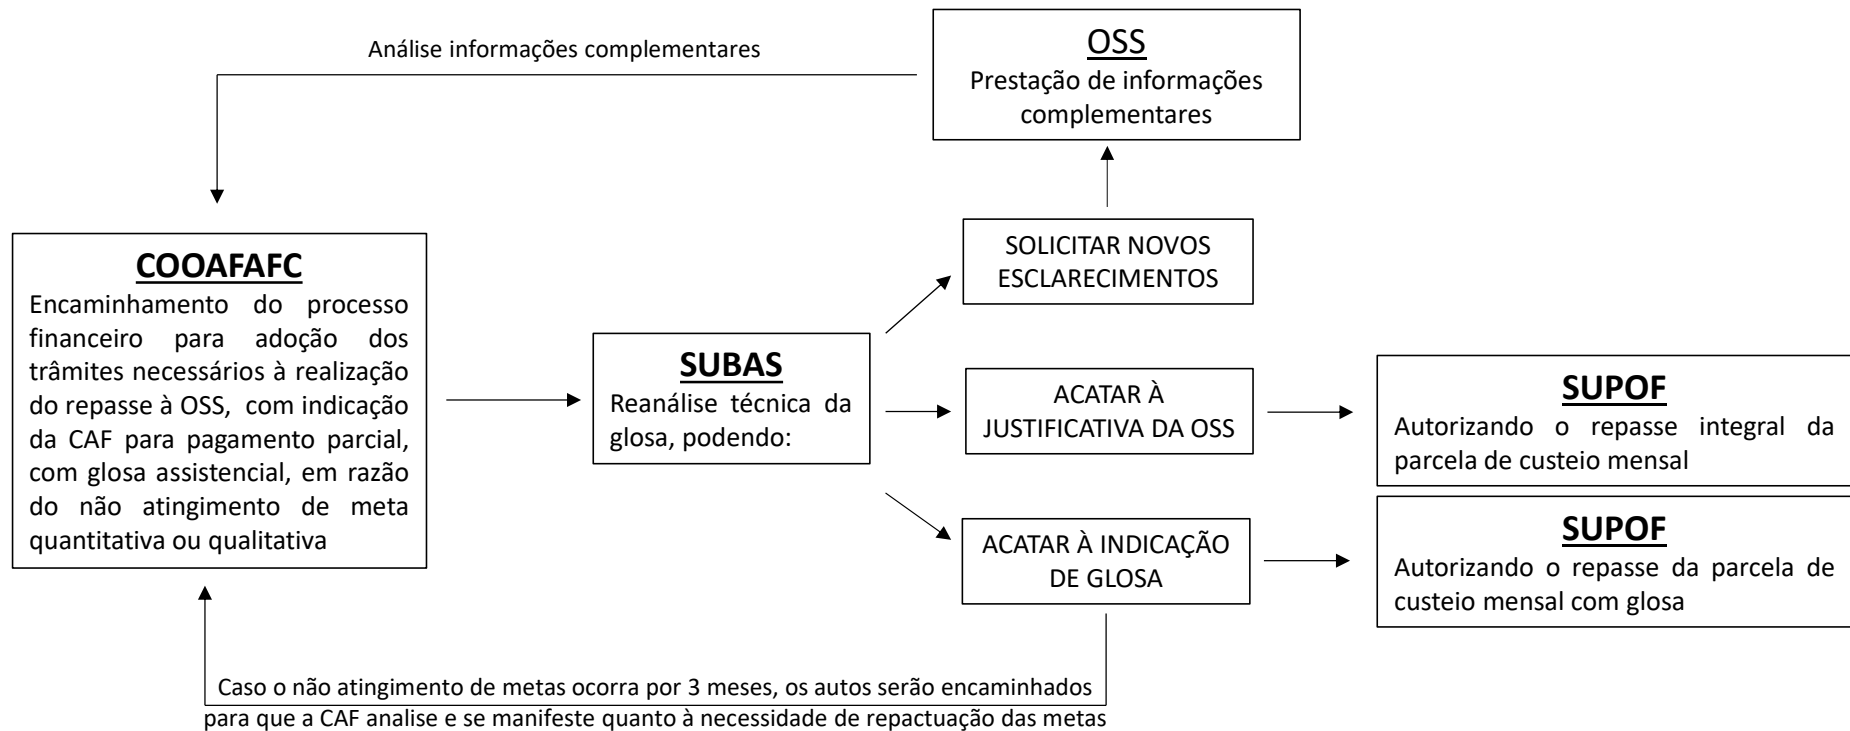 Análise informações complementares
OSS
Prestação de informações
complementares
COOAFAFC
Encaminhamento do processo
financeiro para adoção dos
trâmites necessários à realização
do repasse à OSS, com indicação
da CAF para pagamento parcial,
com glosa assistencial, em razão
do não atingimento de meta
quantitativa ou qualitativa
SUBAS
Reanálise técnica da
glosa, podendo:
SOLICITAR NOVOS
ESCLARECIMENTOS
ACATAR À
JUSTIFICATIVA DA OSS
ACATAR À INDICAÇÃO
DE GLOSA
SUPOF
Autorizando o repasse integral da
parcela de custeio mensal
SUPOF
Autorizando o repasse da parcela de
custeio mensal com glosa
Caso o não atingimento de metas ocorra por 3 meses, os autos serão encaminhados
para que a CAF analise e se manifeste quanto à necessidade de repactuação das metas